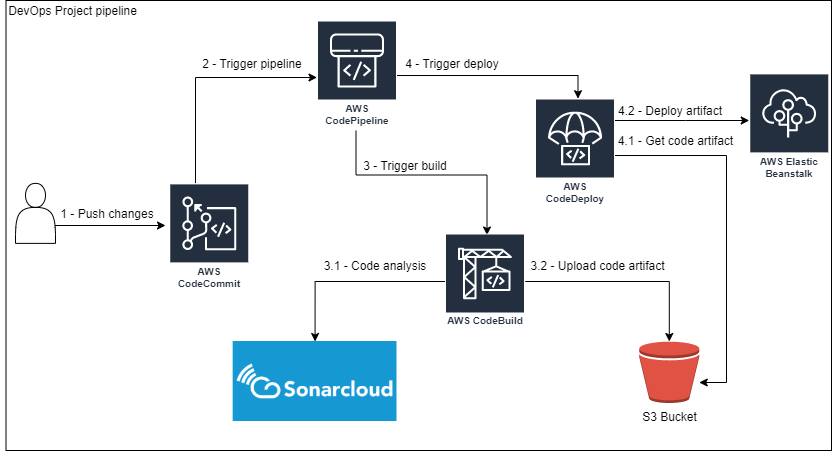 DevOps Project pipeline
2 - Trigger pipeline
4 - Trigger deploy
AWS
CodePipeline
4.2 - Deploy artifact
4.1 - Get code artifact
AWS Elastic
Beanstalk
3 - Trigger build
AWS
CodeDeploy
1 - Push changes
AWS
CodeCommit
3.1 - Code analysis
3.2 - Upload code artifact
AWS CodeBuild
Sonarcloud
S3 Bucket